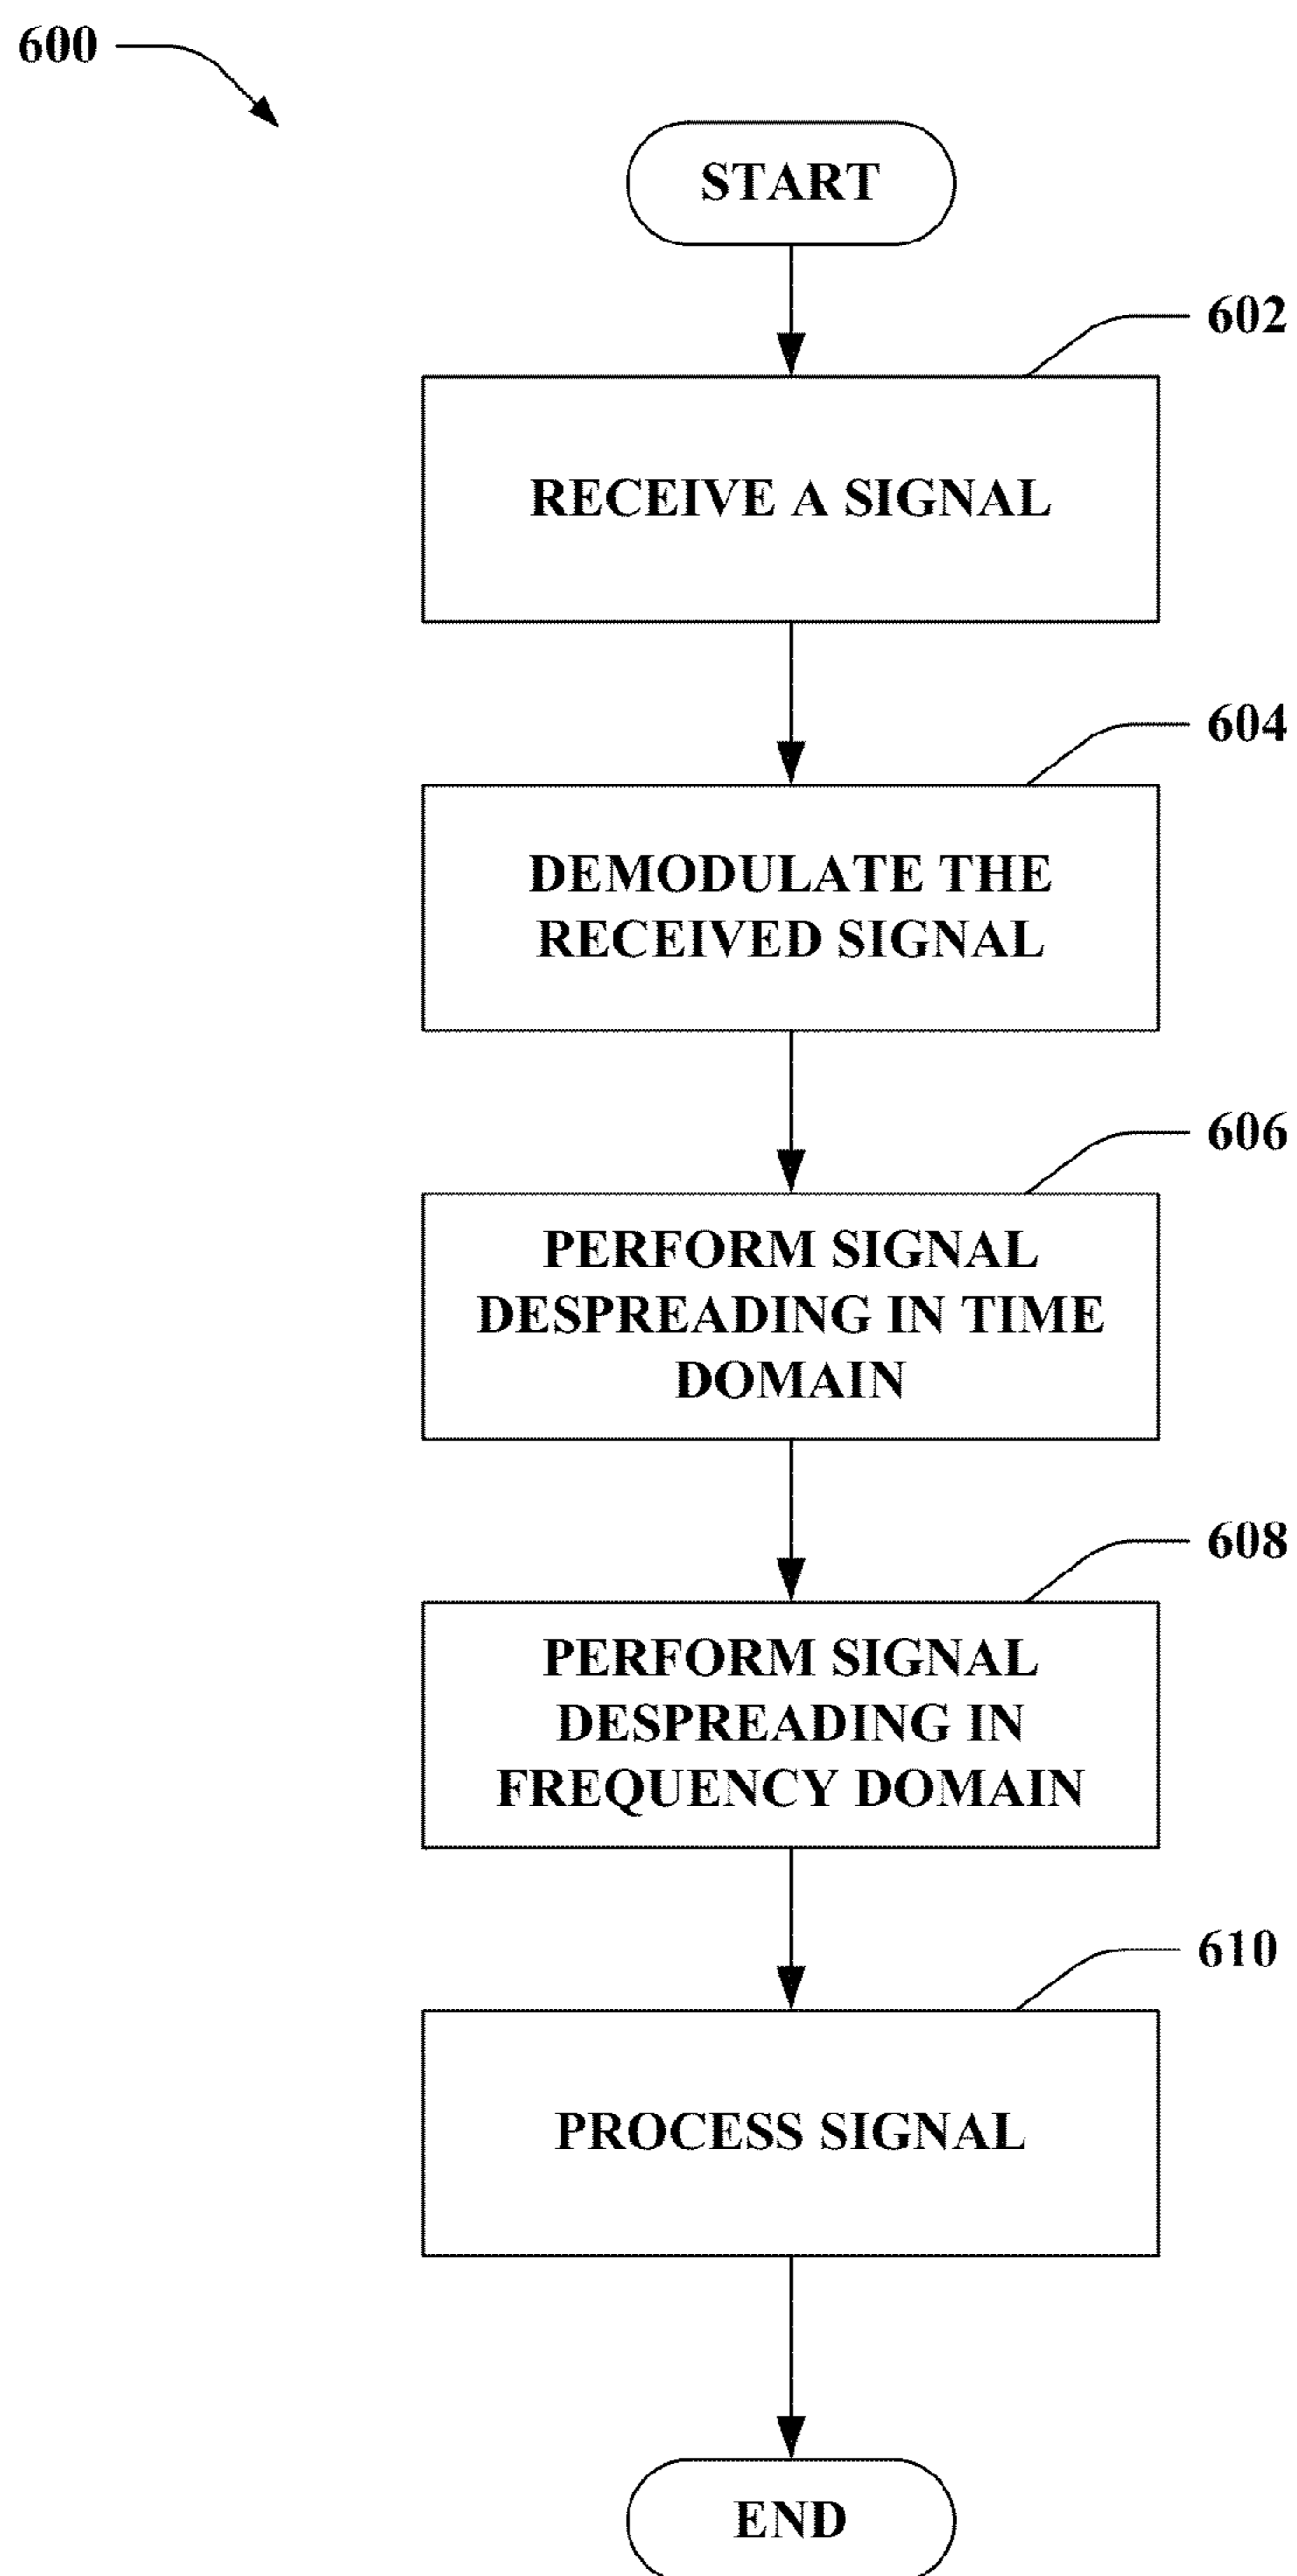 600
START
602
RECEIVE A SIGNAL
604
DEMODULATE THE
RECEIVED SIGNAL
606
PERFORM SIGNAL
DESPREADING IN TIME
DOMAIN
608
PERFORM SIGNAL
DESPREADING IN
FREQUENCY DOMAIN
610
PROCESS SIGNAL
END